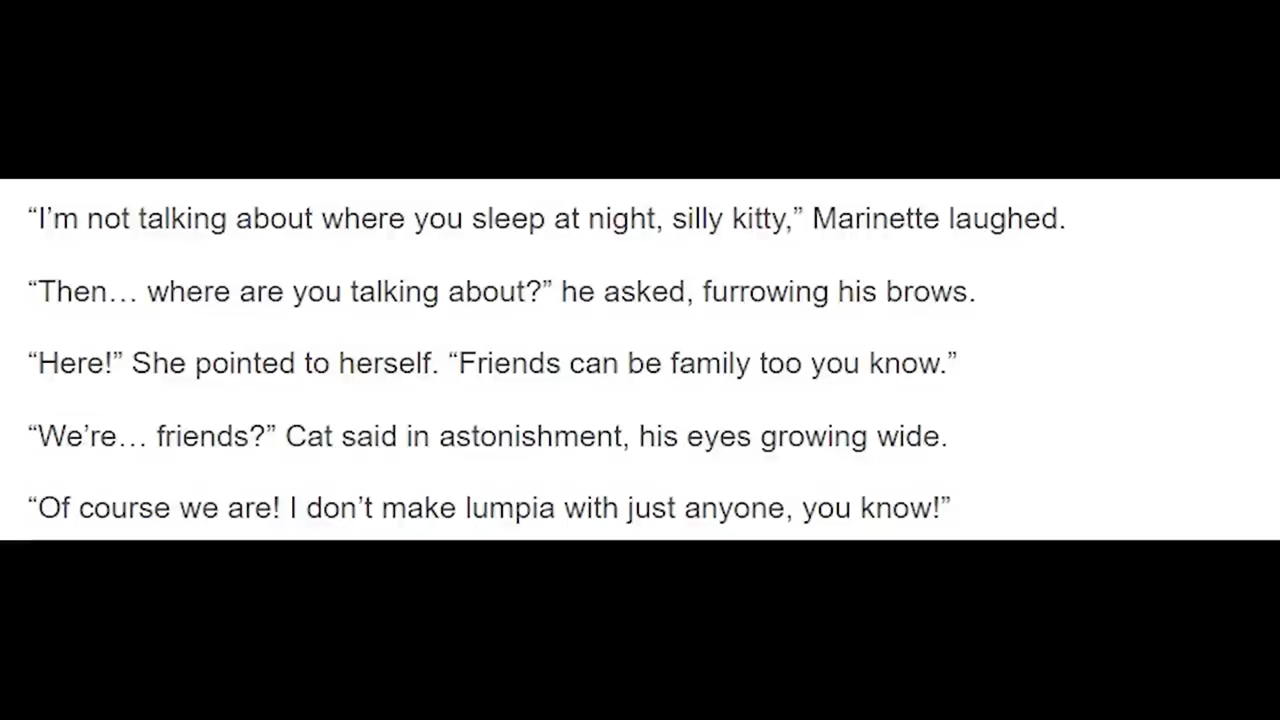 “I’m not talking about where you sleep at night, silly kitty,” Marinette laughed.
“Then… where are you talking about?” he asked, furrowing his brows.
“Here!” She pointed to herself. “Friends can be family too you know.”
“We’re… friends?” Cat said in astonishment, his eyes growing wide.
“Of course we are! I don’t make lumpia with just anyone, you know!”